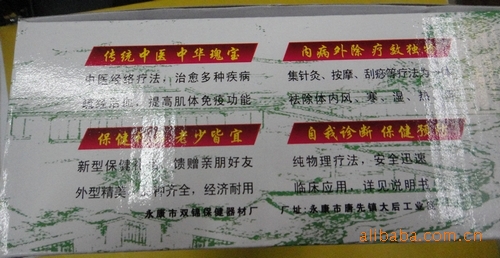 传统中医 中华瑰宝
中医经络疗法，治愈多种疾病
提高肌体免疫功能
内病外除 疗效独
集针灸、按摩、刮痧等疗法为一
祛除体内风、寒、湿、热
保健 老少皆宜
新型保健 馈赠亲朋好友
外型精美 种齐全，经济耐用
永康市双锦保健器材厂
自我诊断 保健预
纯物理疗法，安全迅速
临床应用，详见说明书
厂址：永康市唐先镇大后工业
alibaba.com.cn